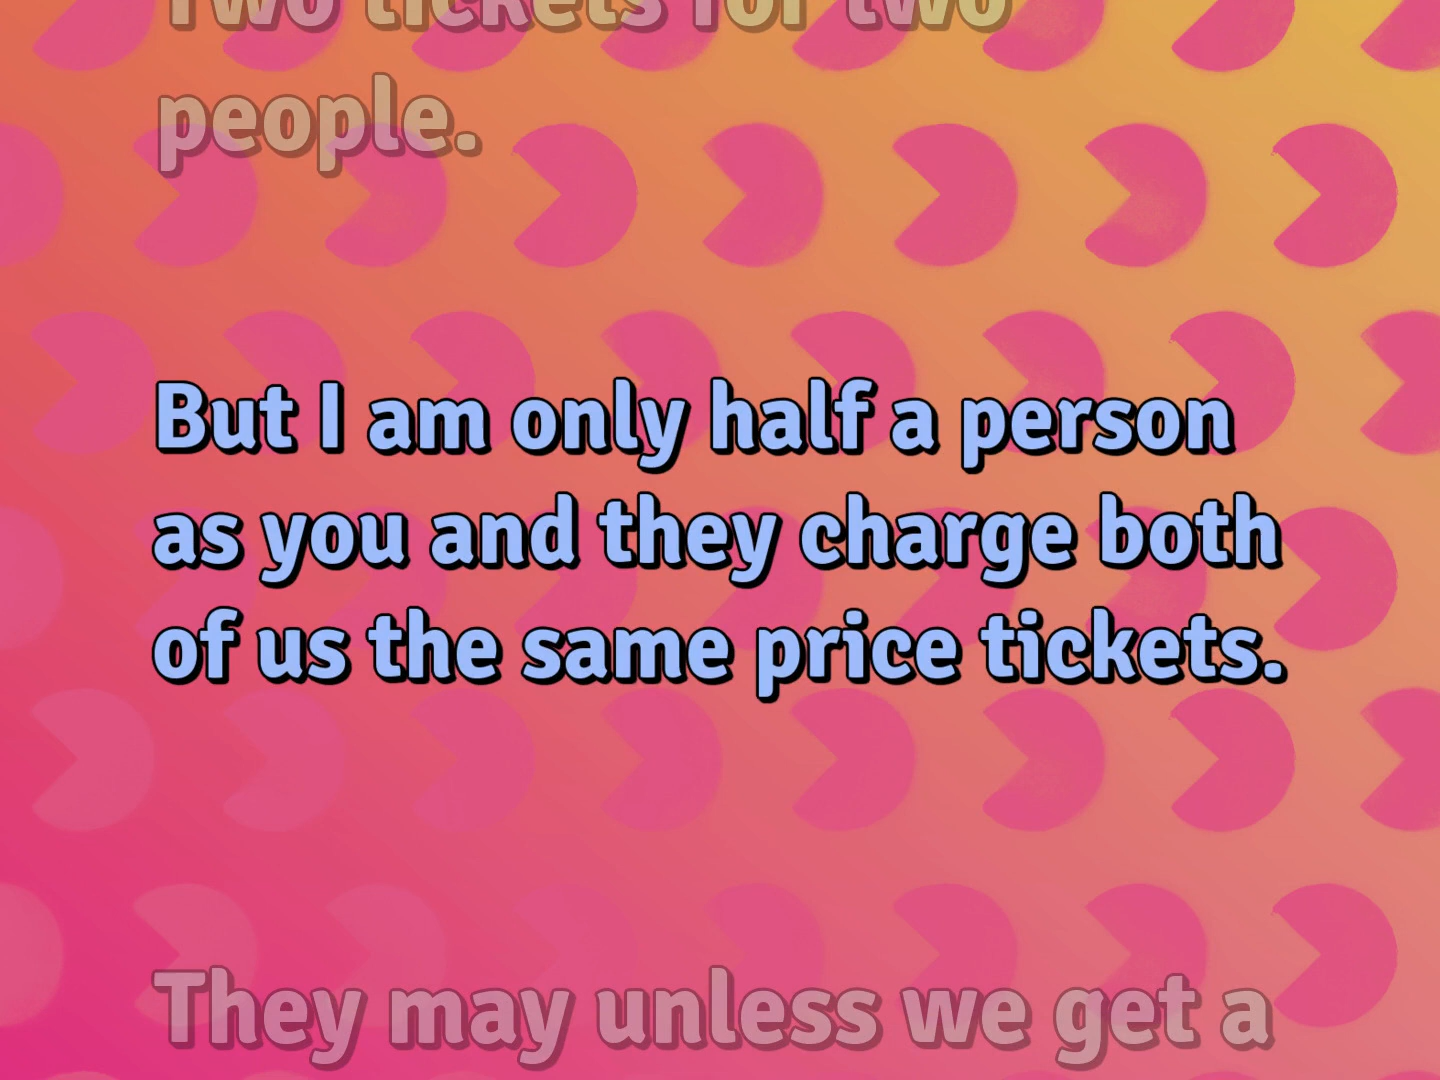 Two tickets for two
people.
But I am only half a person
as you and they charge both
of us the same price tickets.
They may unless we get a